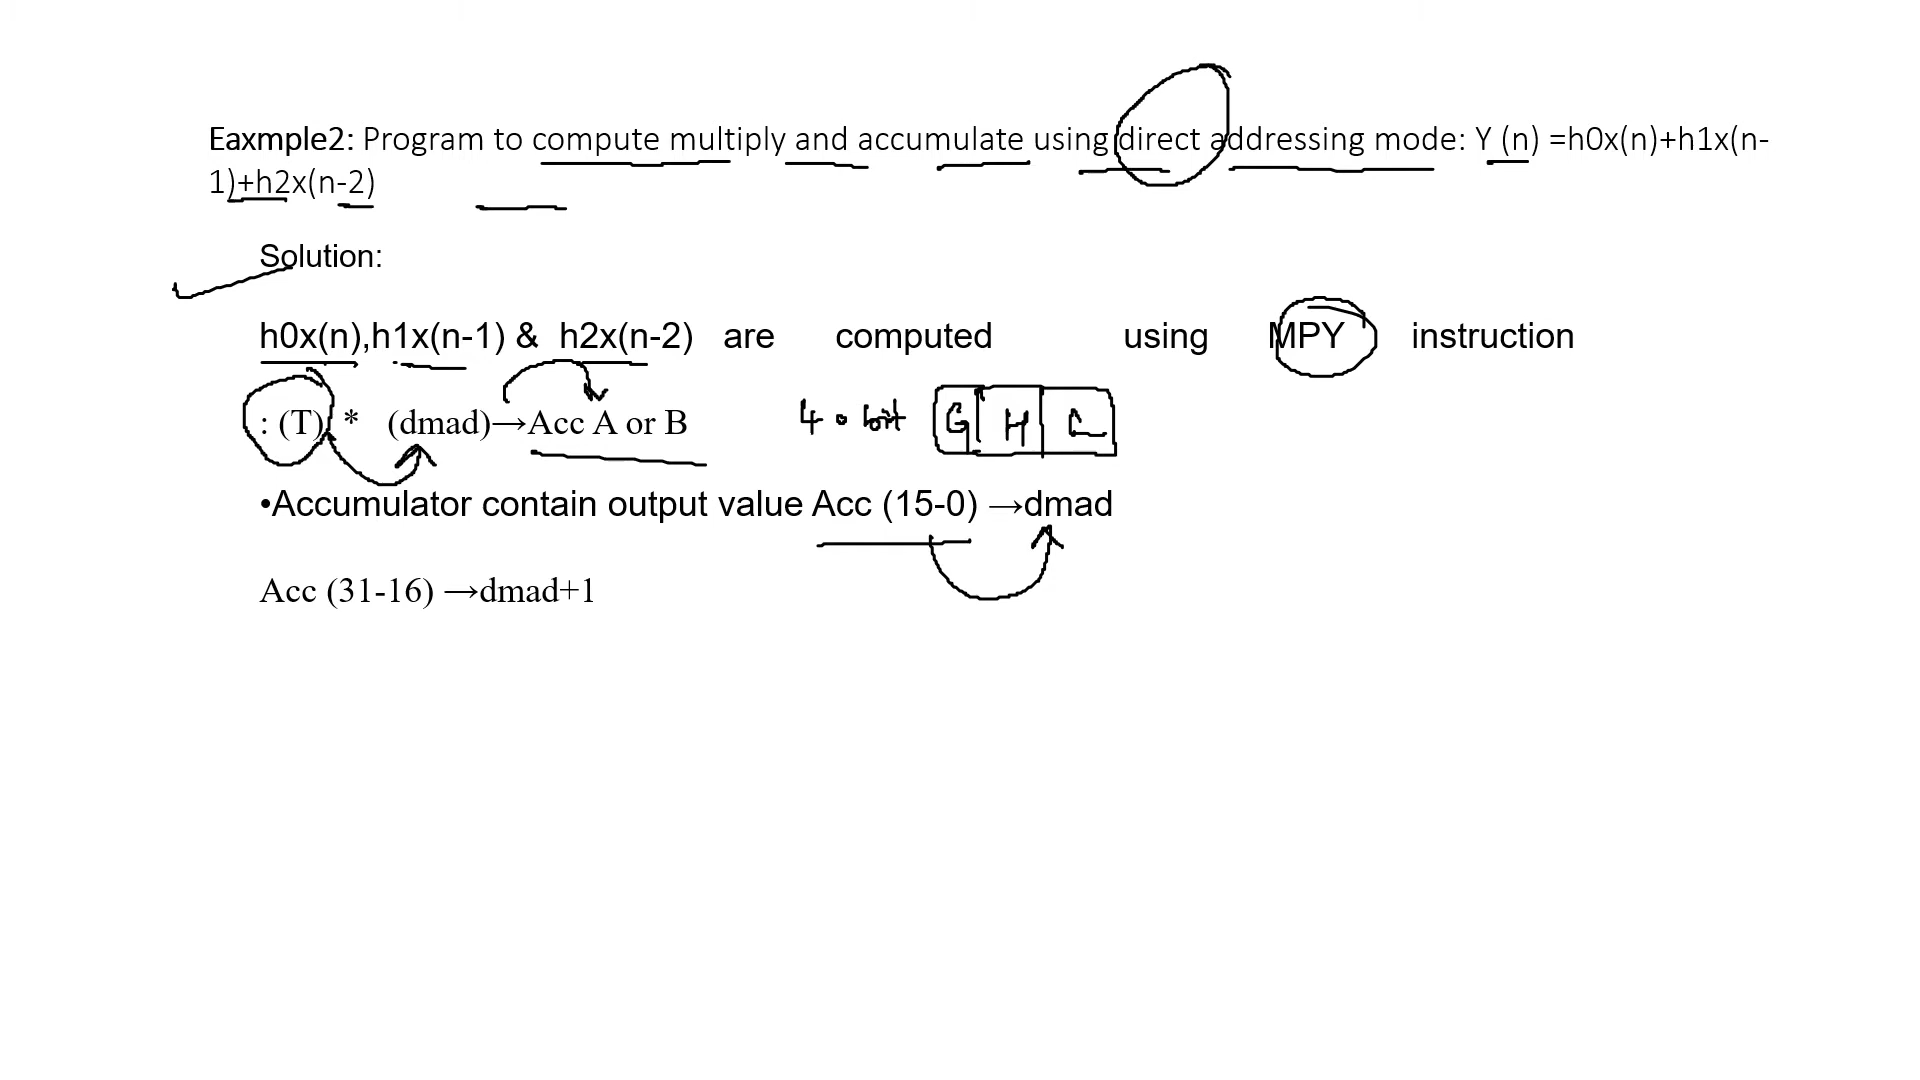 Eaxmple2: Program to compute multiply and accumulate using direct addressing mode: Y (n) =h0x(n)+h1x(n-
1)+h2x(n-2)
Solution:
h0x(n),h1x(n-1) & h2x(n-2) are computed using MPY instruction
: (T) * (dmad)→Acc A or B 40 bit G H L
•Accumulator contain output value Acc (15-0) →dmad
Acc (31-16) →dmad+1